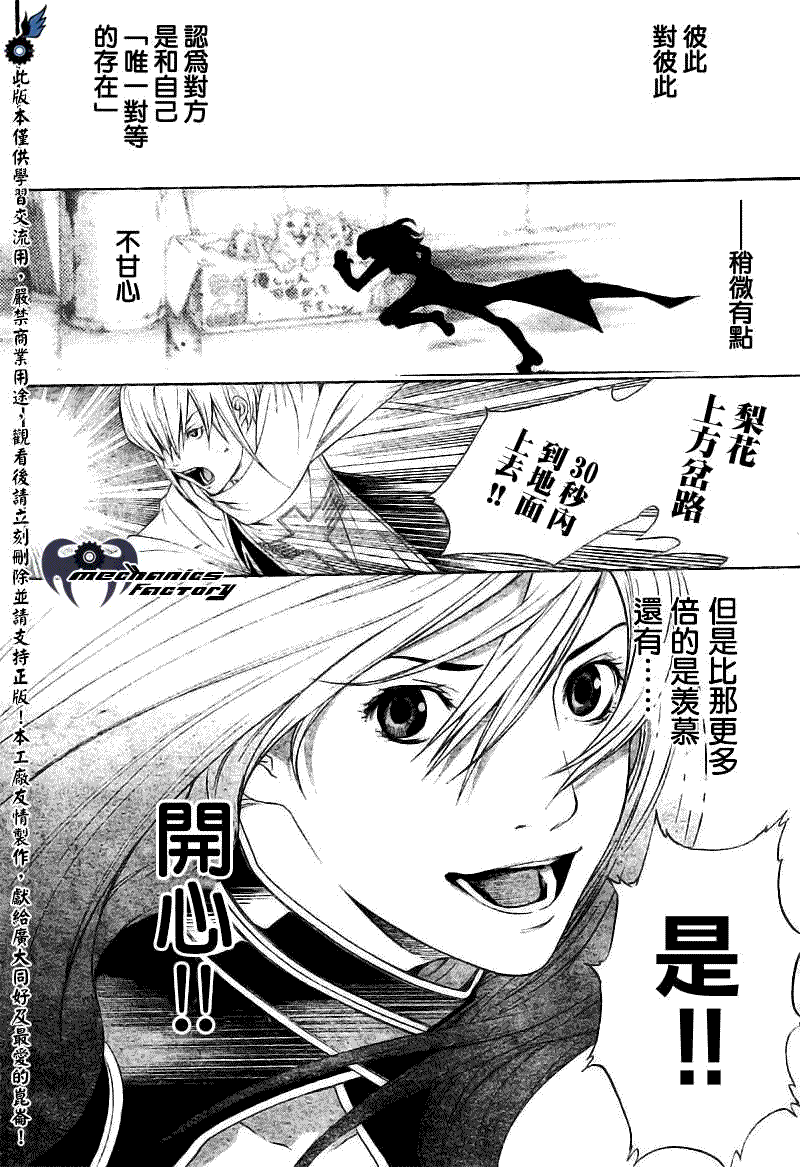 彼此
對彼此
認為對方
是和自己
「唯一對等
的存在」
——稍微有點
不甘心
梨花
上方岔路
30秒內
到地面
上去!!
但是比那更多
倍的是羨慕
還有……
是!!
開心!!
mechanics
factory
此版本僅供學習交流用，嚴禁商業用途！觀看後請立刻刪除並請支持正版！本工廠友情製作，獻給廣大同好及最愛的崑崙！